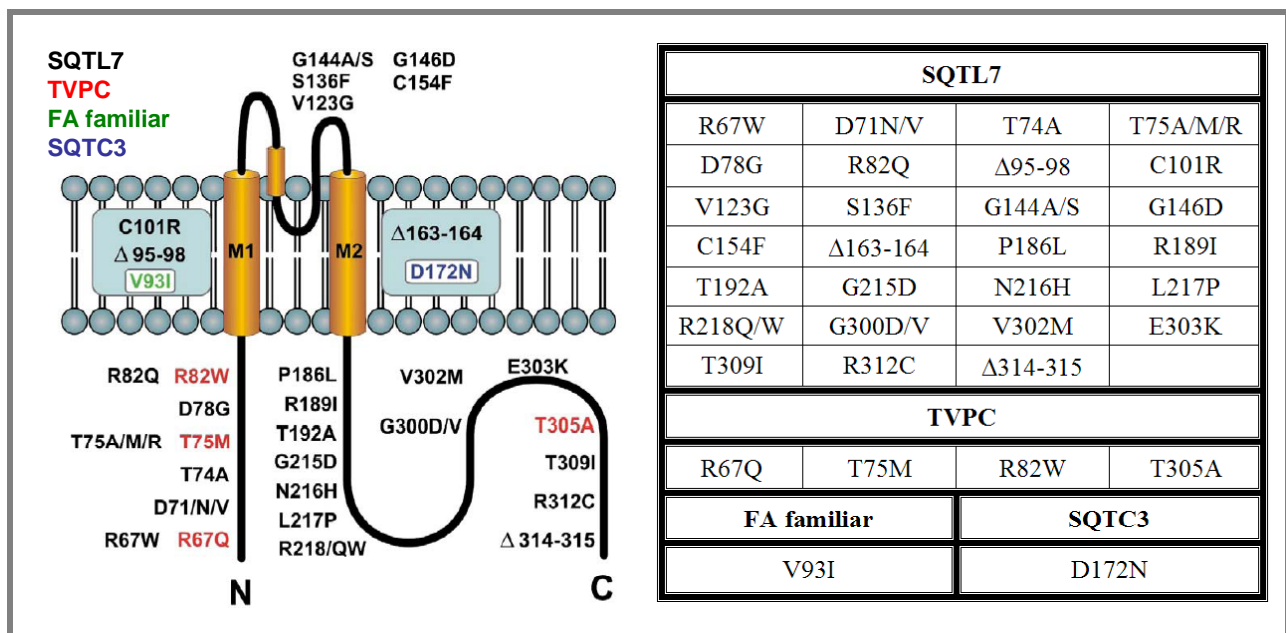 SQTL7
TVPC
FA familiar
SQTC3
G144A/S G146D
S136F C154F
V123G
C101R
Δ 95-98
V93I
M1
M2
Δ163-164
D172N
R82Q R82W
D78G
T75A/M/R T75M
T74A
D71/N/V
R67W R67Q
N
P186L
R189I
T192A
G215D
N216H
L217P
R218/QW
V302M
G300D/V
E303K
T305A
T309I
R312C
Δ 314-315
C
SQTL7
R67W D71N/V T74A T75A/M/R
D78G R82Q Δ95-98 C101R
V123G S136F G144A/S G146D
C154F Δ163-164 P186L R189I
T192A G215D N216H L217P
R218Q/W G300D/V V302M E303K
T309I R312C Δ314-315
TVPC
R67Q T75M R82W T305A
FA familiar SQTC3
V93I D172N